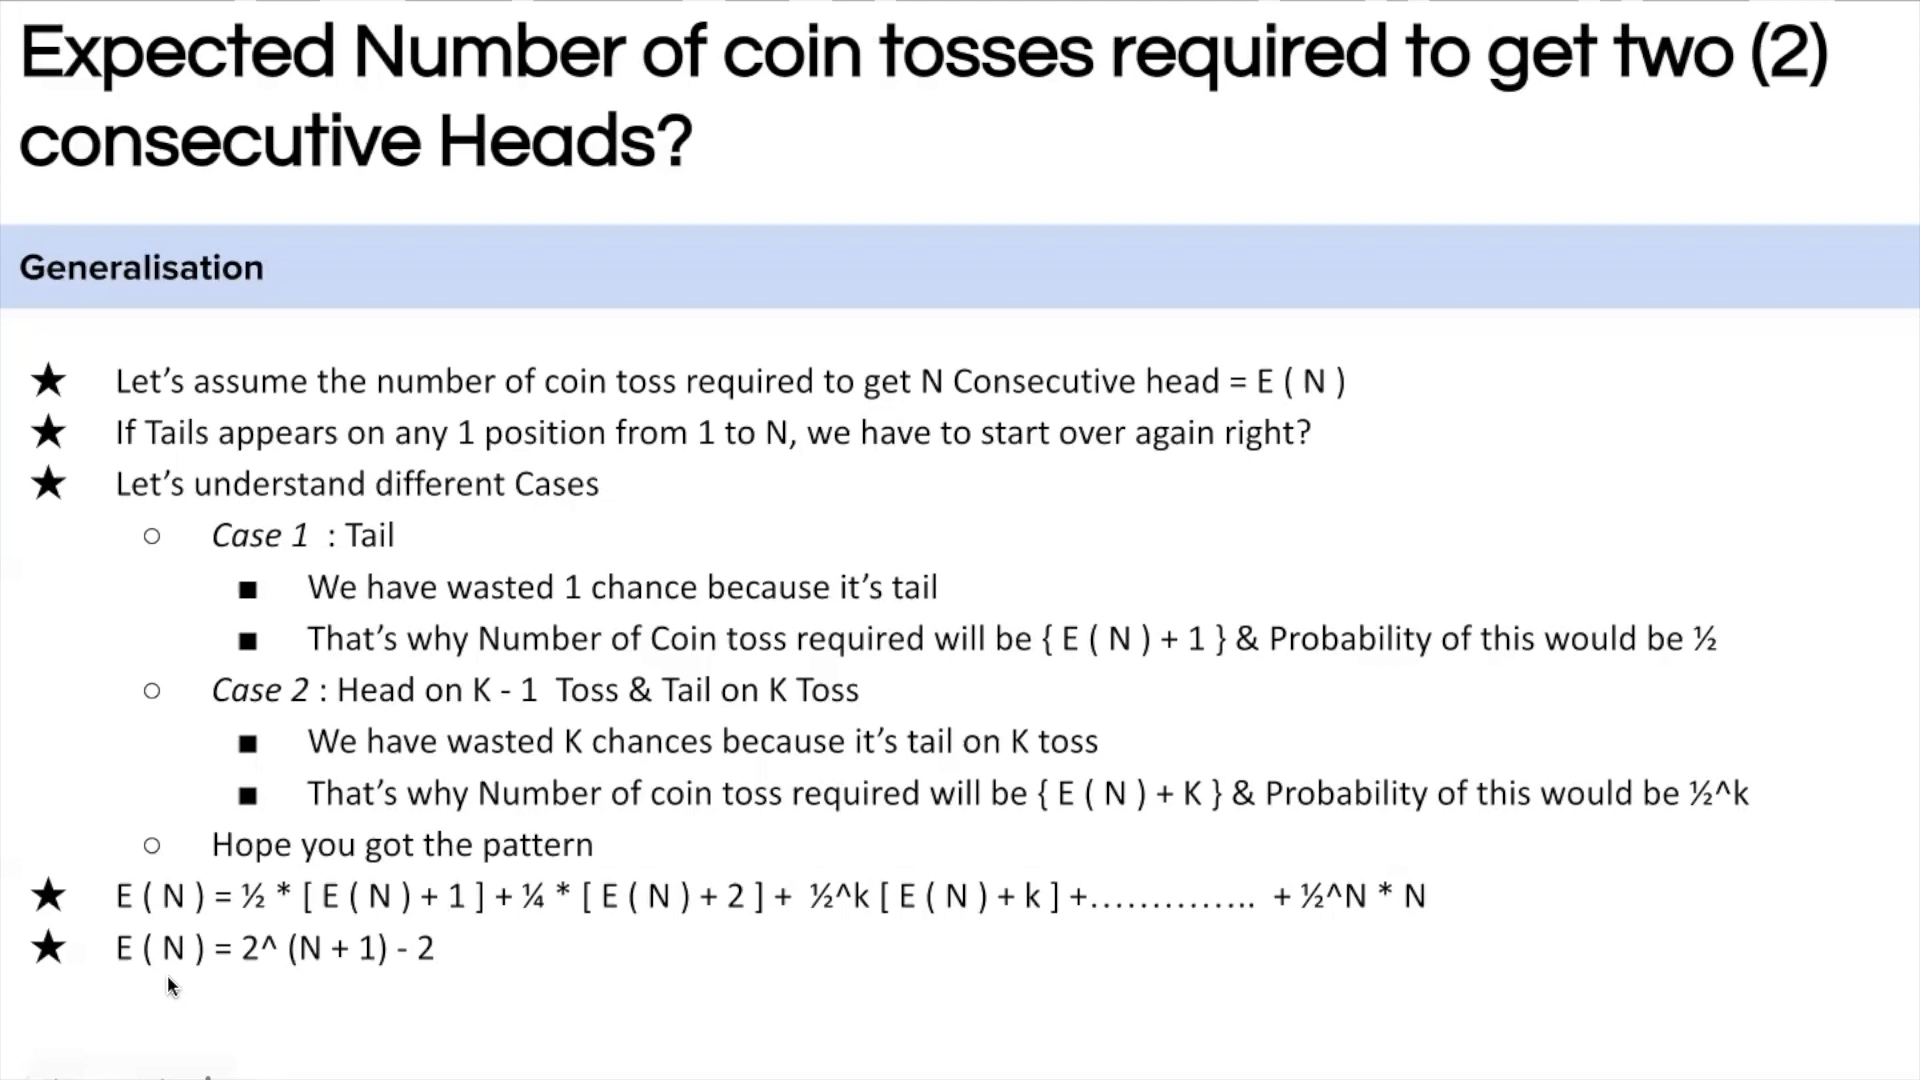 Expected Number of coin tosses required to get two (2)
consecutive Heads?
Generalisation
★ Let’s assume the number of coin toss required to get N Consecutive head = E ( N )
★ If Tails appears on any 1 position from 1 to N, we have to start over again right?
★ Let’s understand different Cases
○ Case 1 : Tail
■ We have wasted 1 chance because it’s tail
■ That’s why Number of Coin toss required will be { E ( N ) + 1 } & Probability of this would be ½
○ Case 2 : Head on K - 1 Toss & Tail on K Toss
■ We have wasted K chances because it’s tail on K toss
■ That’s why Number of coin toss required will be { E ( N ) + K } & Probability of this would be ½^k
○ Hope you got the pattern
★ E ( N ) = ½ * [ E ( N ) + 1 ] + ¼ * [ E ( N ) + 2 ] + ½^k [ E ( N ) + k ] +………….. + ½^N * N
★ E ( N ) = 2^ (N + 1) - 2